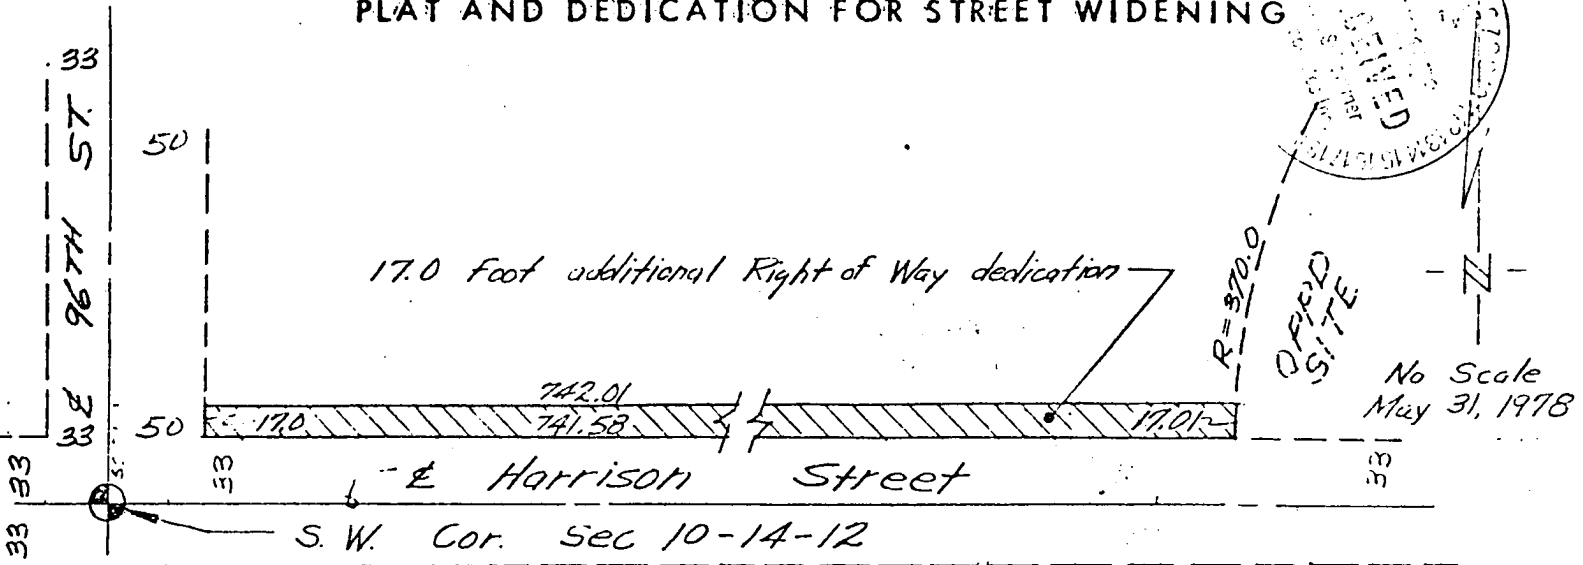 PLAT AND DEDICATION FOR STREET WIDENING
RECEIVED
33
50
℄ 96TH ST.
17.0 Foot additional Right of Way dedication
R=370.0
OPPD
SITE
No Scale
May 31, 1978
N
742.01
17.0
741.58
17.01
33
50
33
33
33
℄ Harrison Street
33
S. W. Cor. Sec 10-14-12